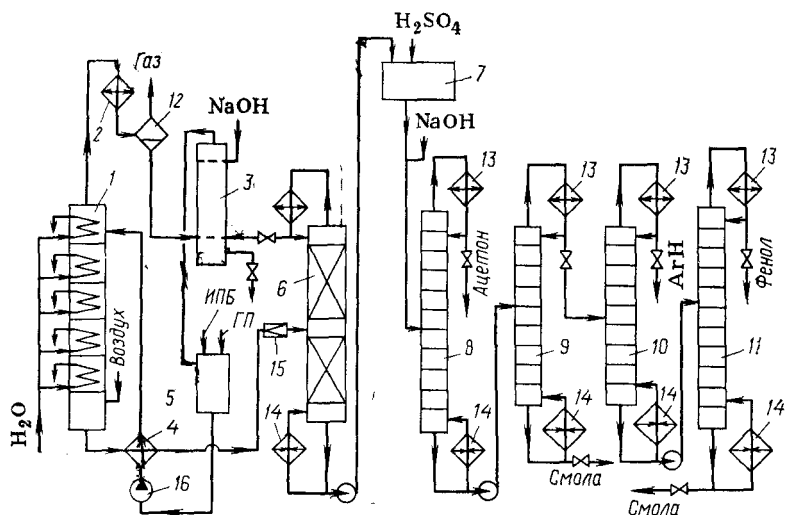 H₂SO₄
Газ
12
2
NaOH
7
NaOH
1
3
13
13
13
13
6
Ацетон
ArH
Фенол
ИПБ
ГП
Воздух
15
8
9
10
11
5
4
H₂O
14
14
14
14
16
Смола
Смола